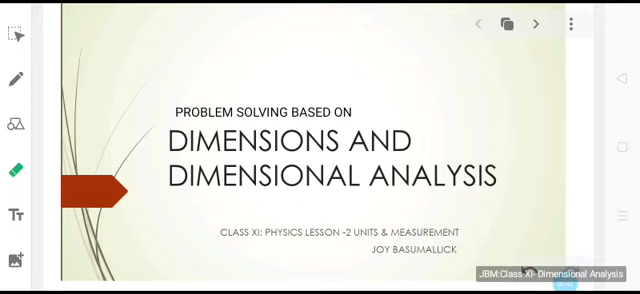 PROBLEM SOLVING BASED ON
DIMENSIONS AND
DIMENSIONAL ANALYSIS
CLASS XI: PHYSICS LESSON -2 UNITS & MEASUREMENT
JOY BASUMALLICK
JBM:Class XI- Dimensional Analysis
Tт